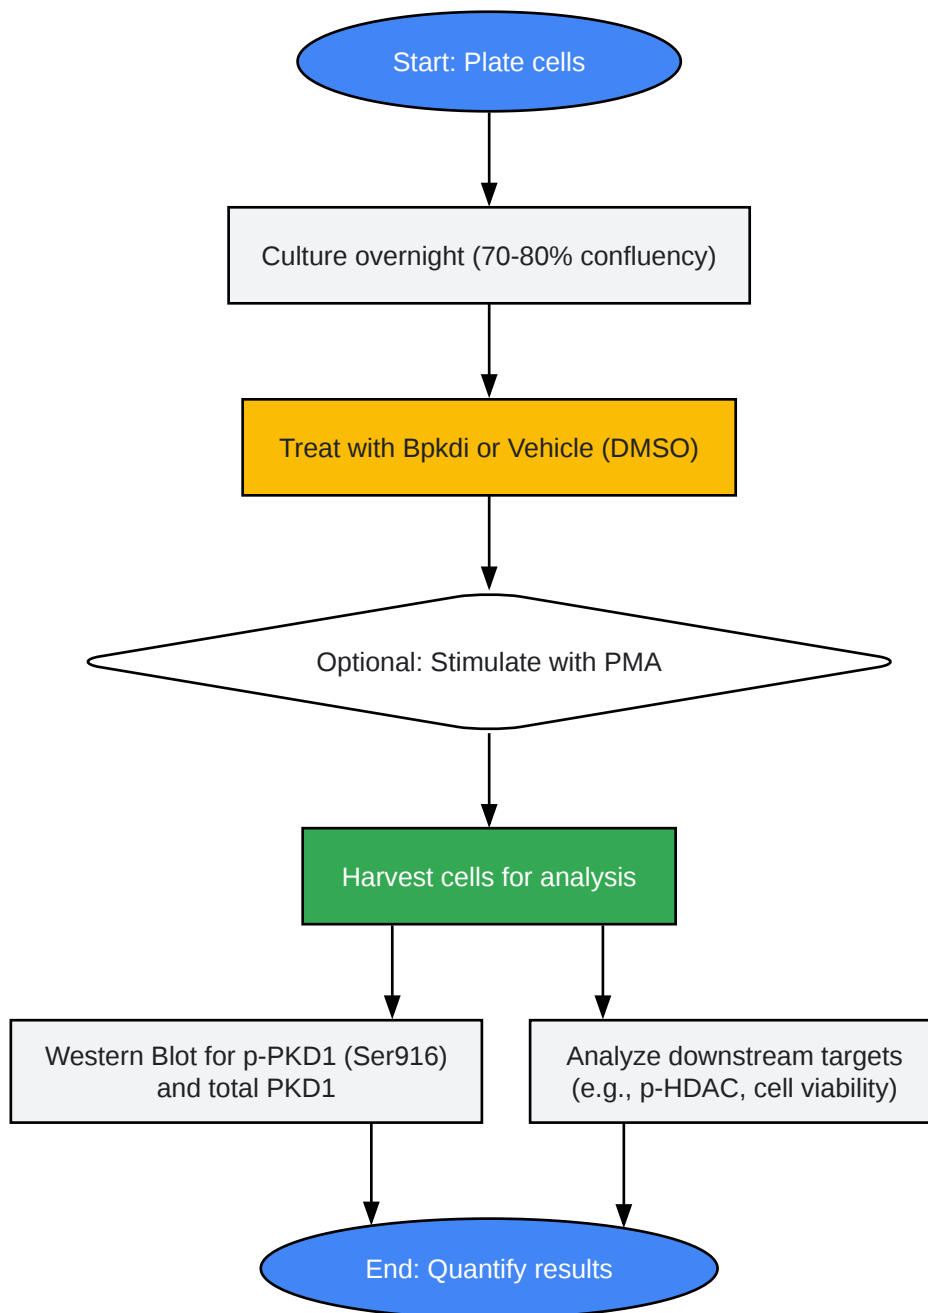 Start: Plate cells
Culture overnight (70-80% confluency)
Treat with Bpkdi or Vehicle (DMSO)
Optional: Stimulate with PMA
Harvest cells for analysis
Western Blot for p-PKD1 (Ser916)
and total PKD1
Analyze downstream targets
(e.g., p-HDAC, cell viability)
End: Quantify results